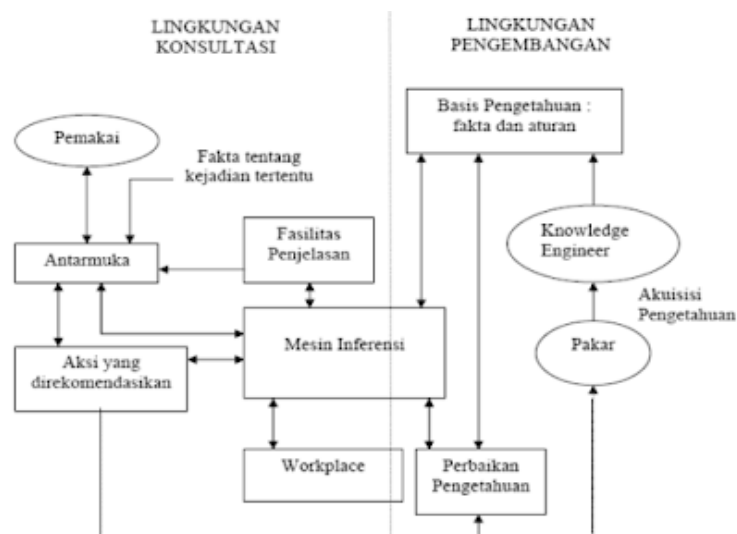 LINGKUNGAN
KONSULTASI
LINGKUNGAN
PENGEMBANGAN
Basis Pengetahuan :
fakta dan aturan
Pemakai
Fakta tentang
kejadian tertentu
Fasilitas
Penjelasan
Knowledge
Engineer
Antarmuka
Akuisisi
Pengetahuan
Mesin Inferensi
Pakar
Aksi yang
direkomendasikan
Workplace
Perbaikan
Pengetahuan